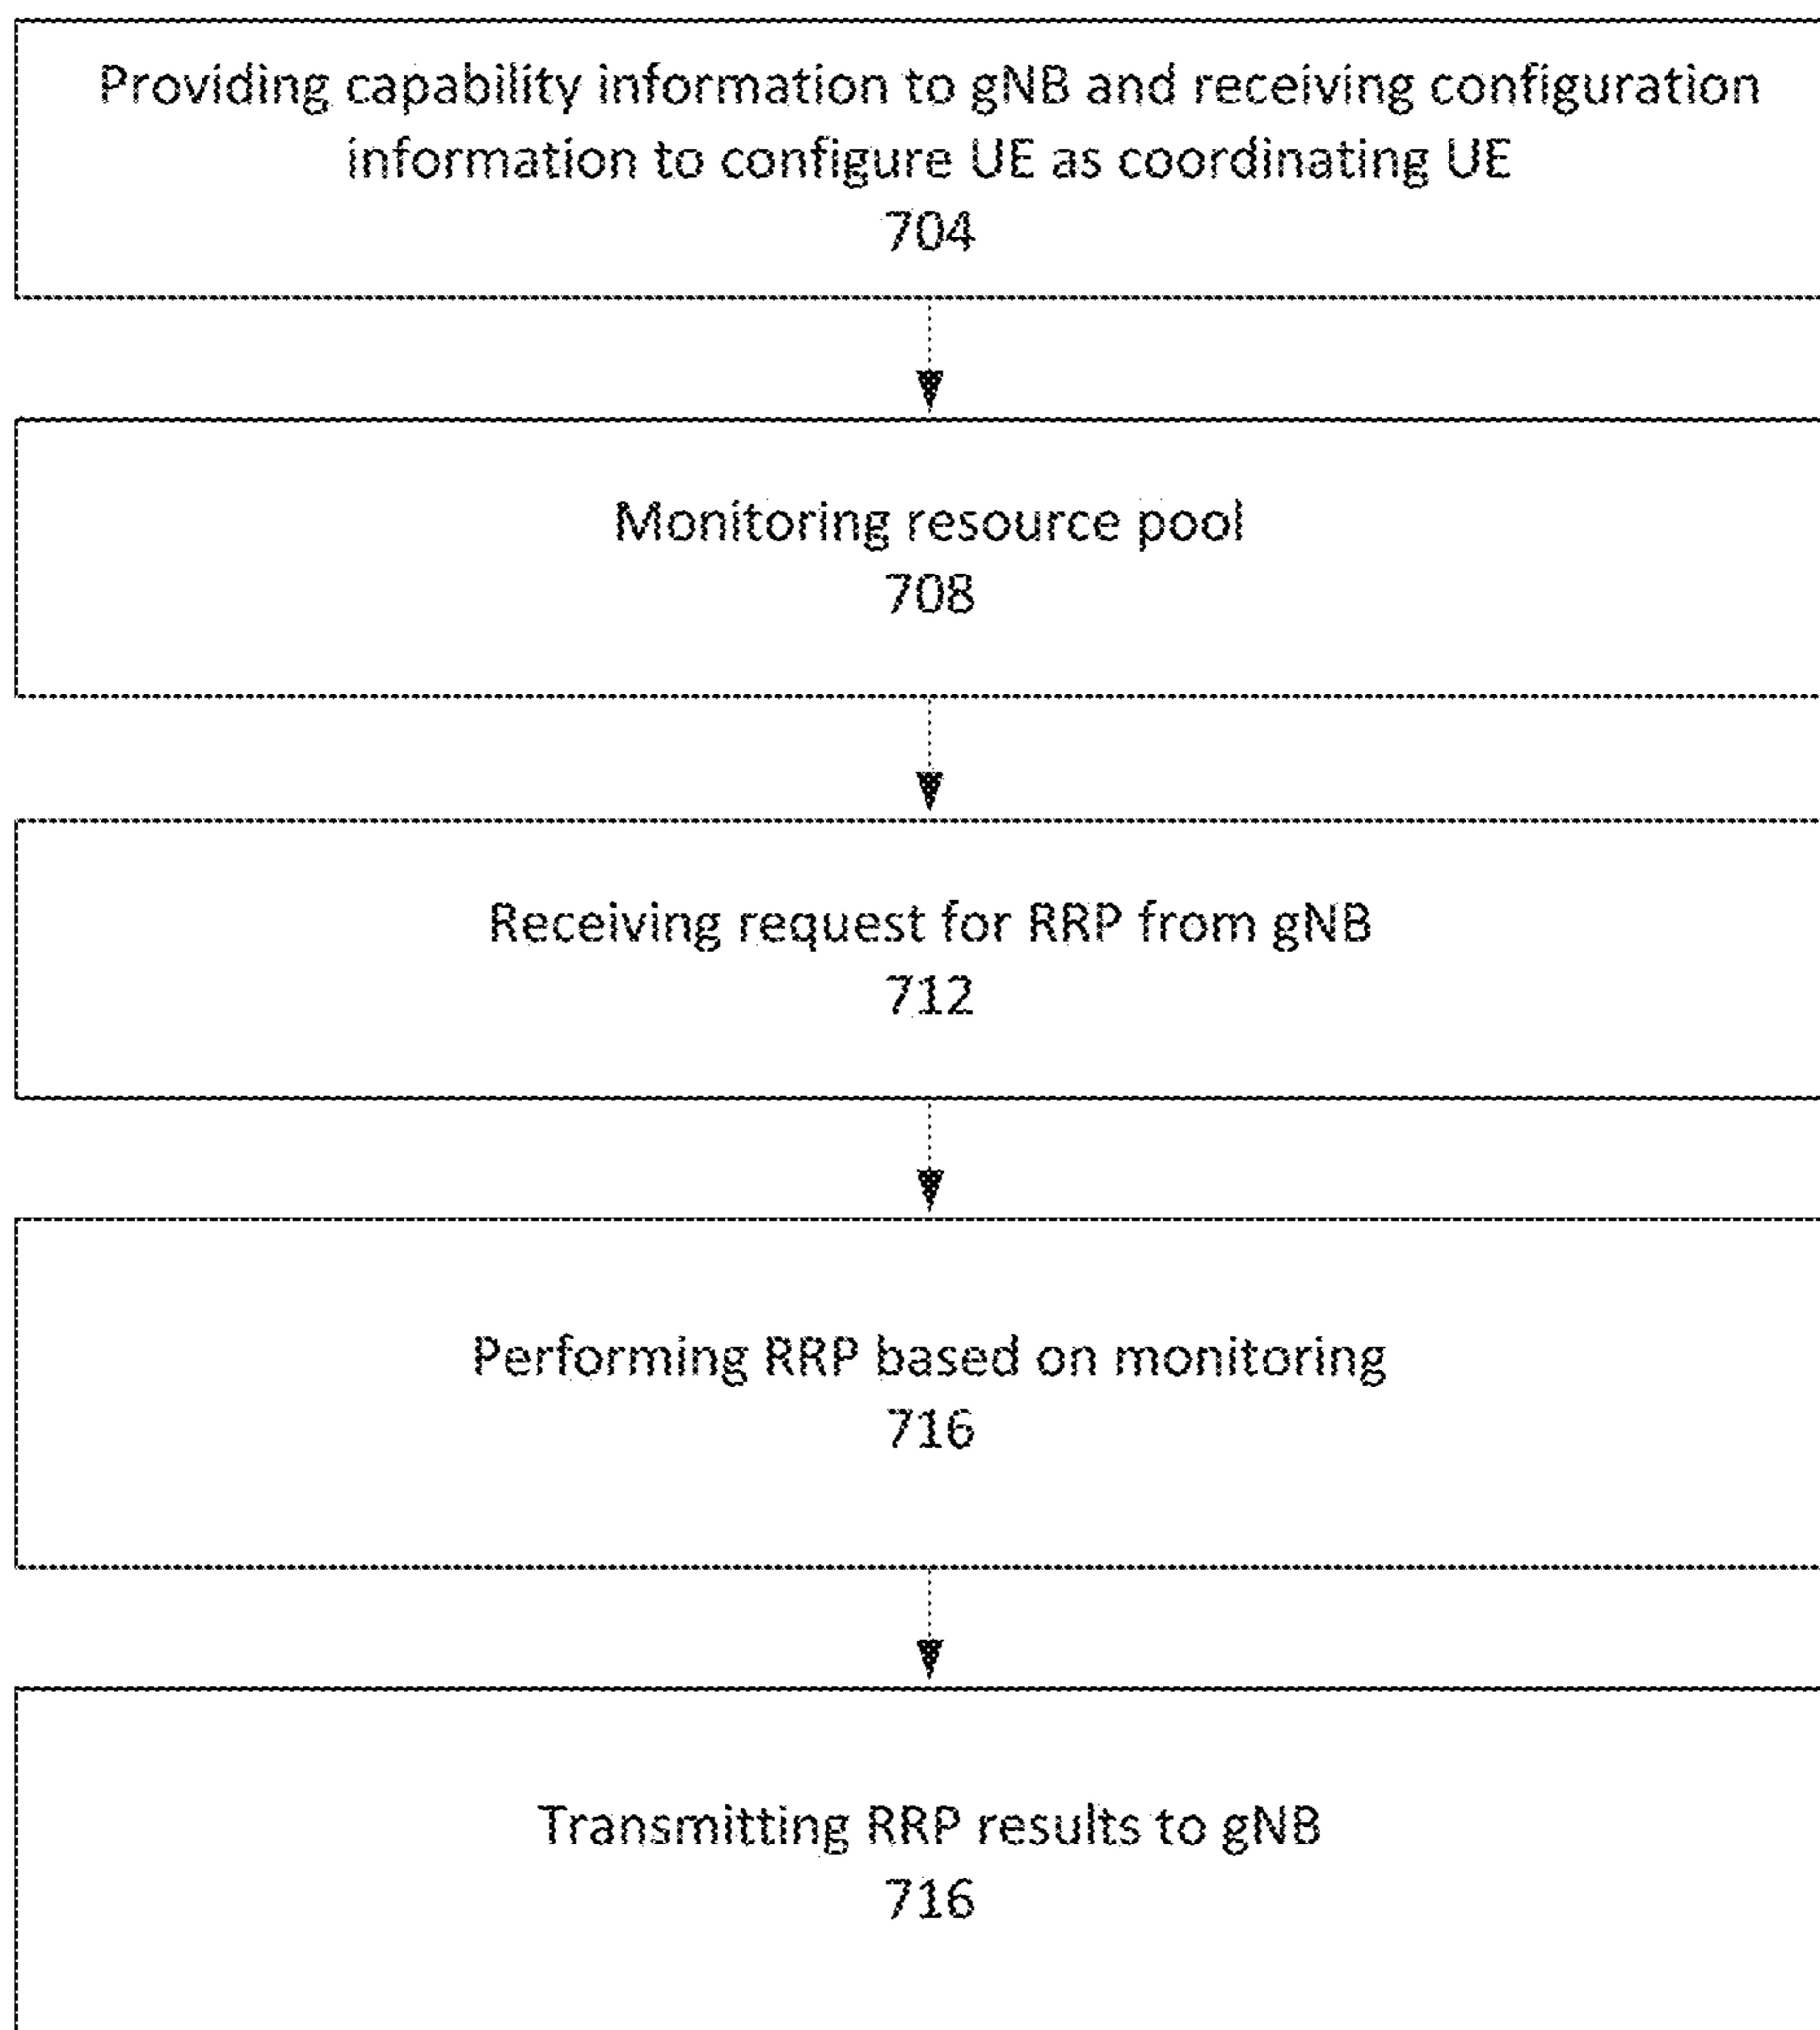 Providing capability information to gNB and receiving configuration
information to configure UE as coordinating UE
704
Monitoring resource pool
708
Receiving request for RRP from gNB
712
Performing RRP based on monitoring
716
Transmitting RRP results to gNB
716